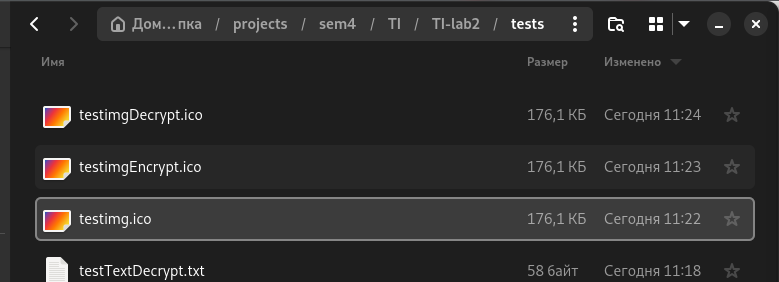 Дом…пка / projects / sem4 / TI / TI-lab2 / tests
Имя Размер Изменено
testimgDecrypt.ico 176,1 КБ Сегодня 11:24
testimgEncrypt.ico 176,1 КБ Сегодня 11:23
testimg.ico 176,1 КБ Сегодня 11:22
testTextDecrypt.txt 58 байт Сегодня 11:18